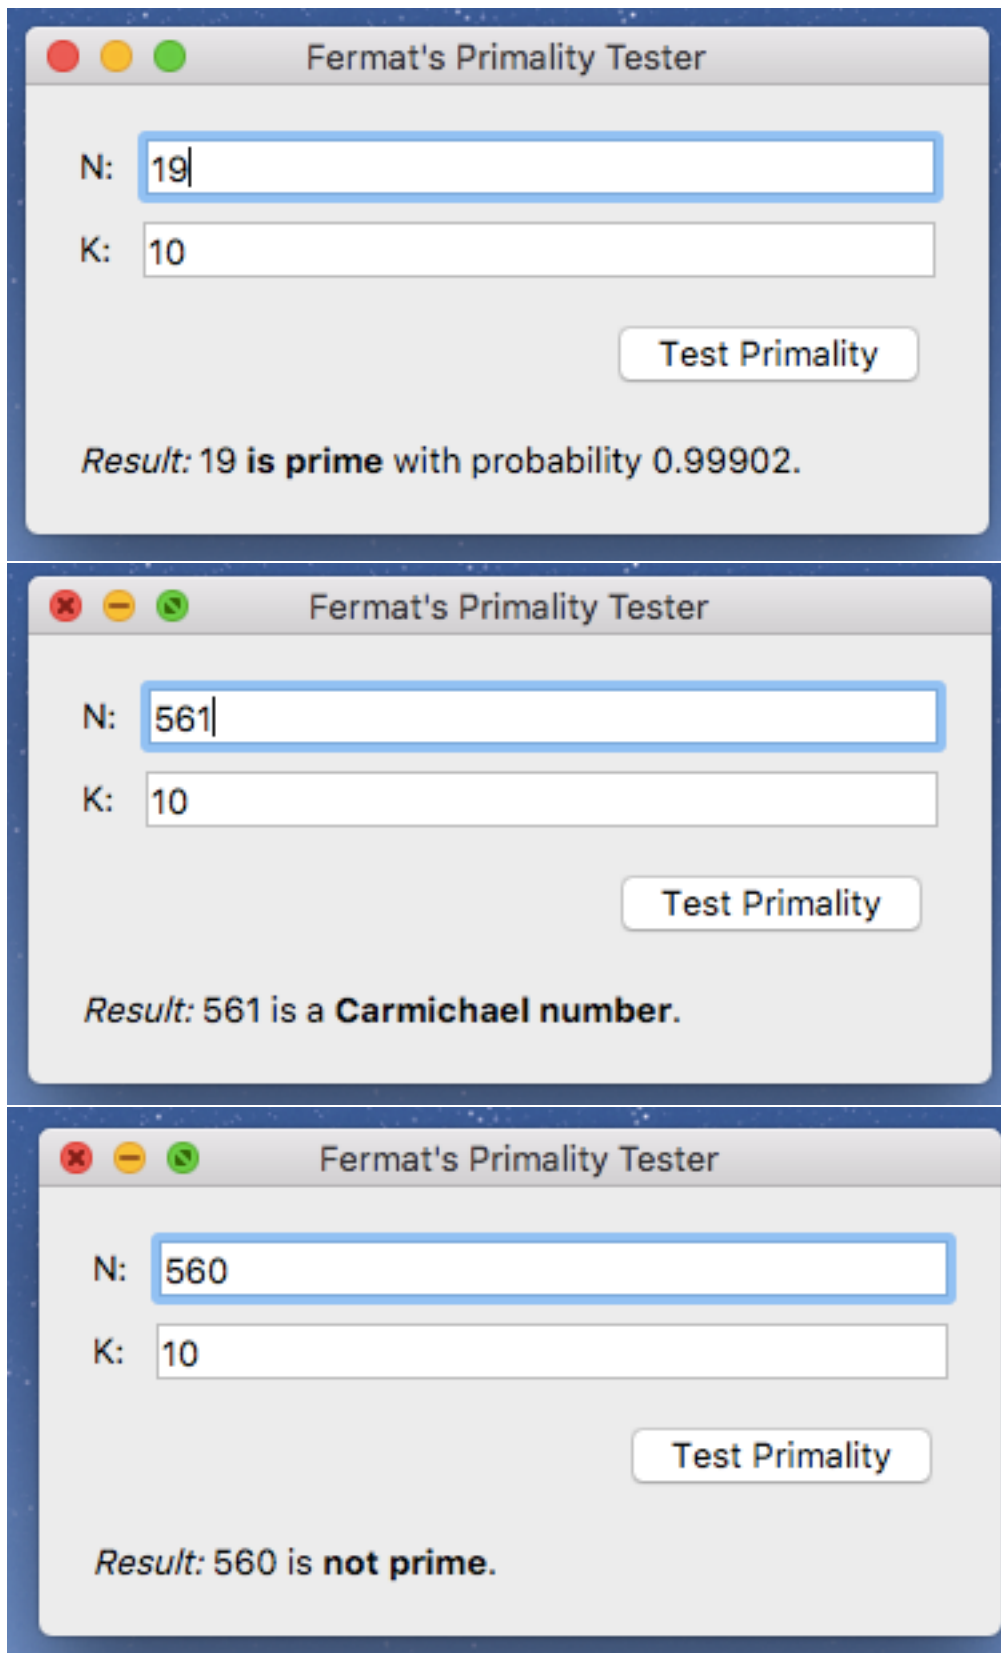 Fermat's Primality Tester
N: 19
K: 10
Test Primality
Result: 19 is prime with probability 0.99902.
Fermat's Primality Tester
N: 561
K: 10
Test Primality
Result: 561 is a Carmichael number.
Fermat's Primality Tester
N: 560
K: 10
Test Primality
Result: 560 is not prime.